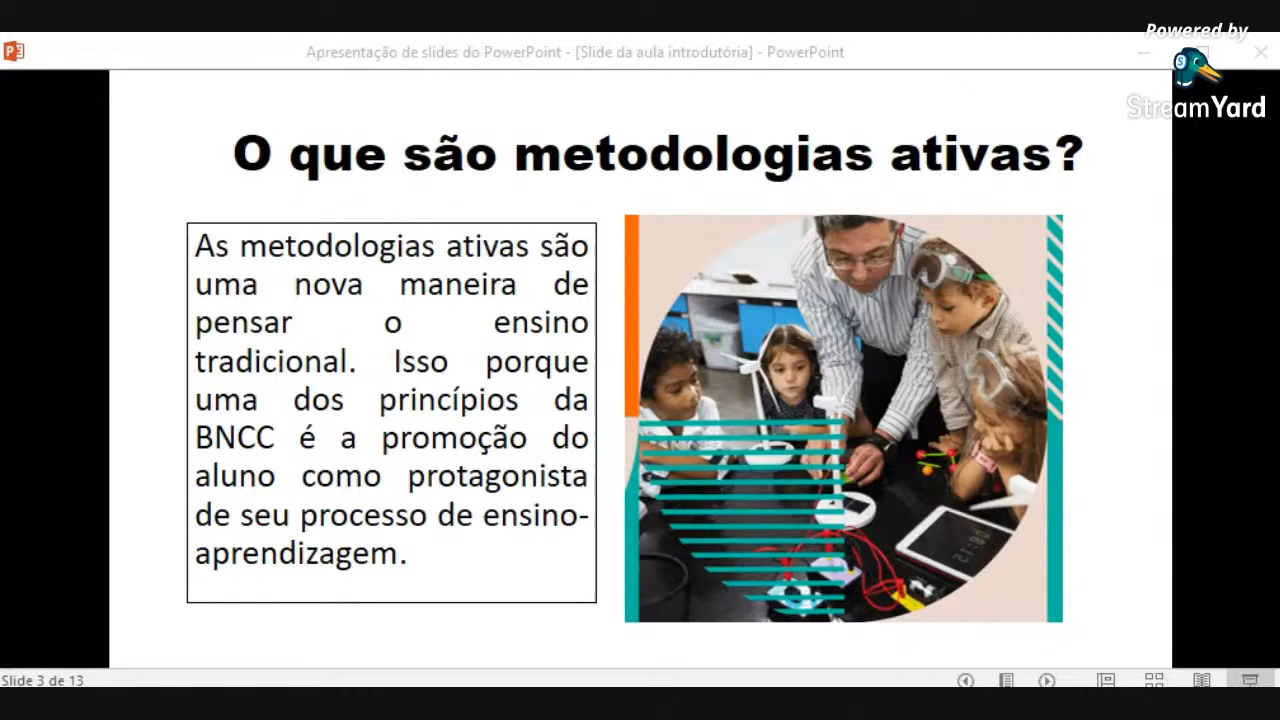 Powered by
Apresentação de slides do PowerPoint - [Slide da aula introdutória] - PowerPoint
StreamYard
O que são metodologias ativas?
As metodologias ativas são
uma nova maneira de
pensar o ensino
tradicional. Isso porque
uma dos princípios da
BNCC é a promoção do
aluno como protagonista
de seu processo de ensino-
aprendizagem.
Slide 3 de 13